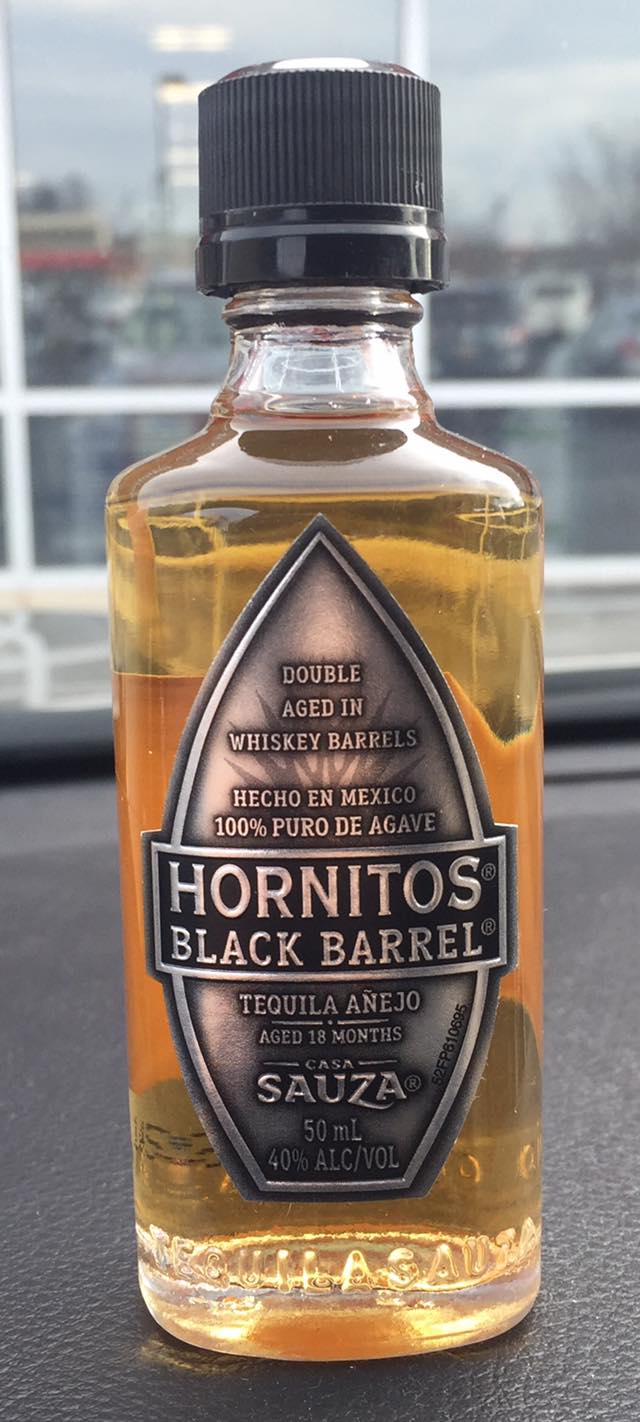 DOUBLE
AGED IN
WHISKEY BARRELS
HECHO EN MEXICO
100% PURO DE AGAVE
HORNITOS®
BLACK BARREL®
TEQUILA AÑEJO
AGED 18 MONTHS
CASA
SAUZA®
50 mL
40% ALC/VOL
TEQUILA SAUZA